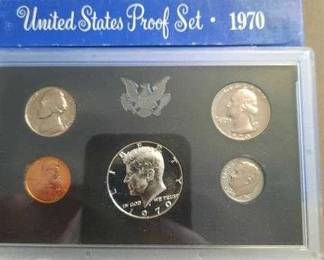 United States Proof Set · 1970
LIBERTY
IN GOD WE TRUST
1970